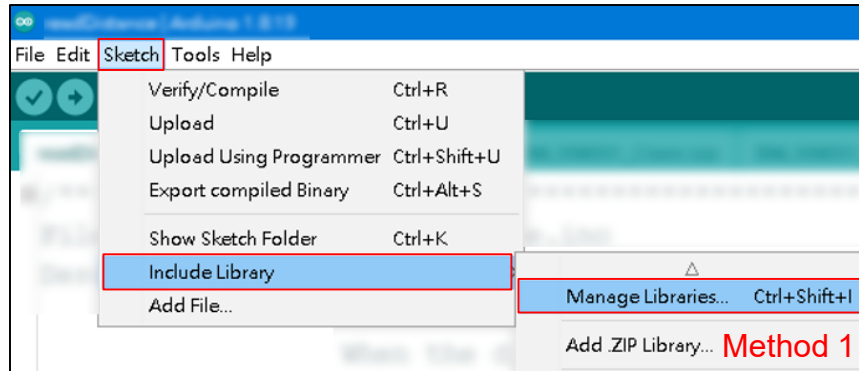 File Edit Sketch Tools Help
Verify/Compile Ctrl+R
Upload Ctrl+U
Upload Using Programmer Ctrl+Shift+U
Export compiled Binary Ctrl+Alt+S
Show Sketch Folder Ctrl+K
Include Library
Manage Libraries... Ctrl+Shift+I
Add File...
Add .ZIP Library... Method 1